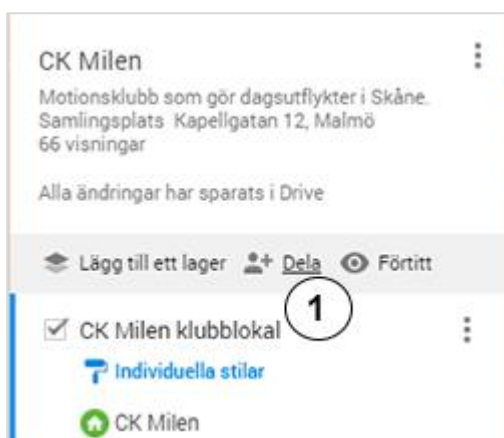 CK Milen
Motionsklubb som gör dagsutflykter i Skåne.
Samlingsplats Kapellgatan 12, Malmö
66 visningar
Alla ändringar har sparats i Drive
Lägg till ett lager Dela Förtitt
1
CK Milen klubblokal
Individuella stilar
CK Milen